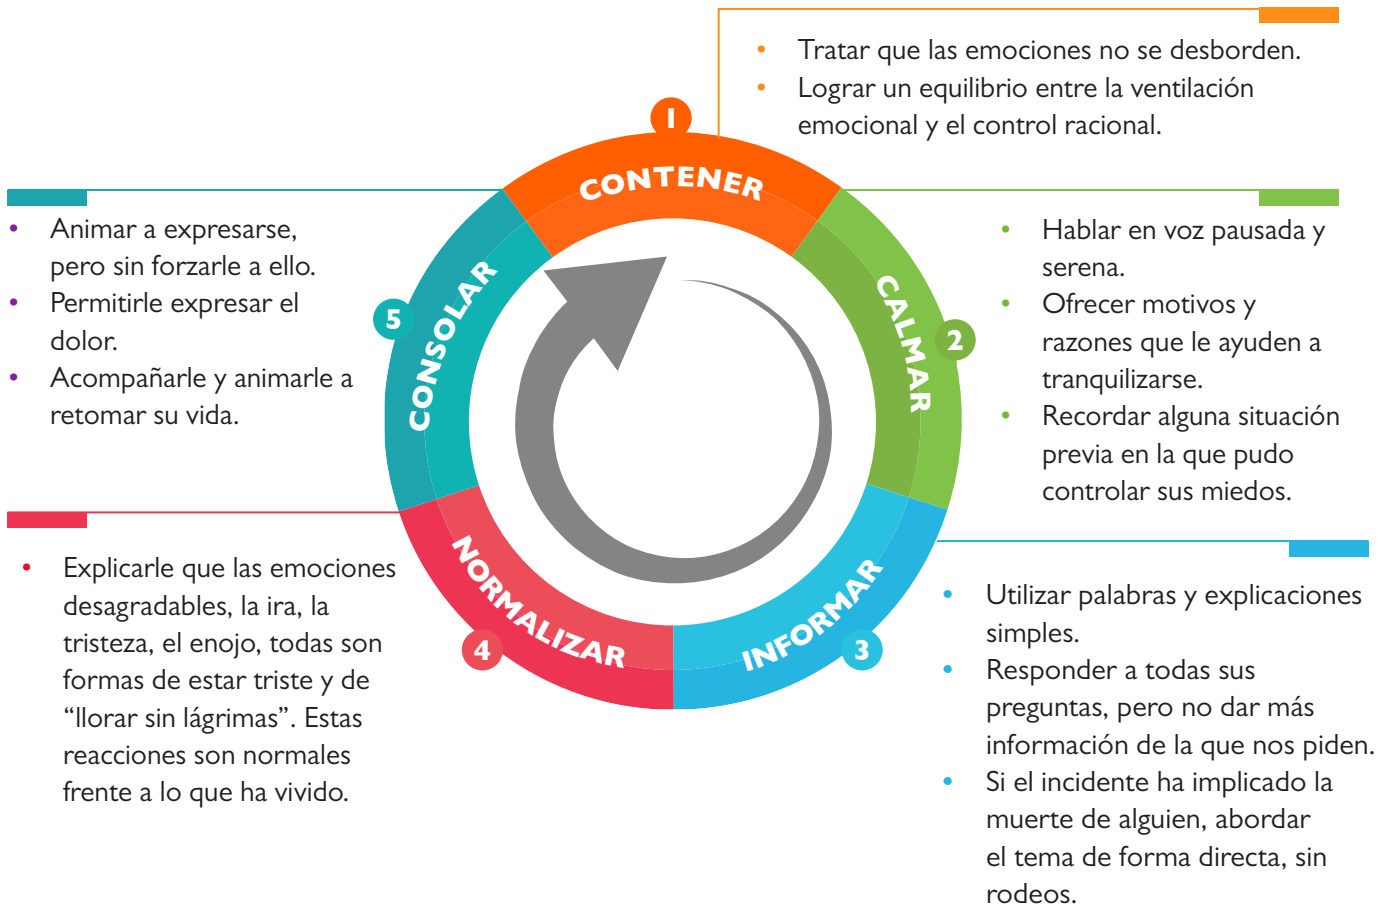 1
CONTENER
• Tratar que las emociones no se desborden.
• Lograr un equilibrio entre la ventilación
emocional y el control racional.
2
CALMAR
• Hablar en voz pausada y
serena.
• Ofrecer motivos y
razones que le ayuden a
tranquilizarse.
• Recordar alguna situación
previa en la que pudo
controlar sus miedos.
3
INFORMAR
• Utilizar palabras y explicaciones
simples.
• Responder a todas sus
preguntas, pero no dar más
información de la que nos piden.
• Si el incidente ha implicado la
muerte de alguien, abordar
el tema de forma directa, sin
rodeos.
4
NORMALIZAR
• Explicarle que las emociones
desagradables, la ira, la
tristeza, el enojo, todas son
formas de estar triste y de
“llorar sin lágrimas”. Estas
reacciones son normales
frente a lo que ha vivido.
5
CONSOLAR
• Animar a expresarse,
pero sin forzarle a ello.
• Permitirle expresar el
dolor.
• Acompañarle y animarle a
retomar su vida.